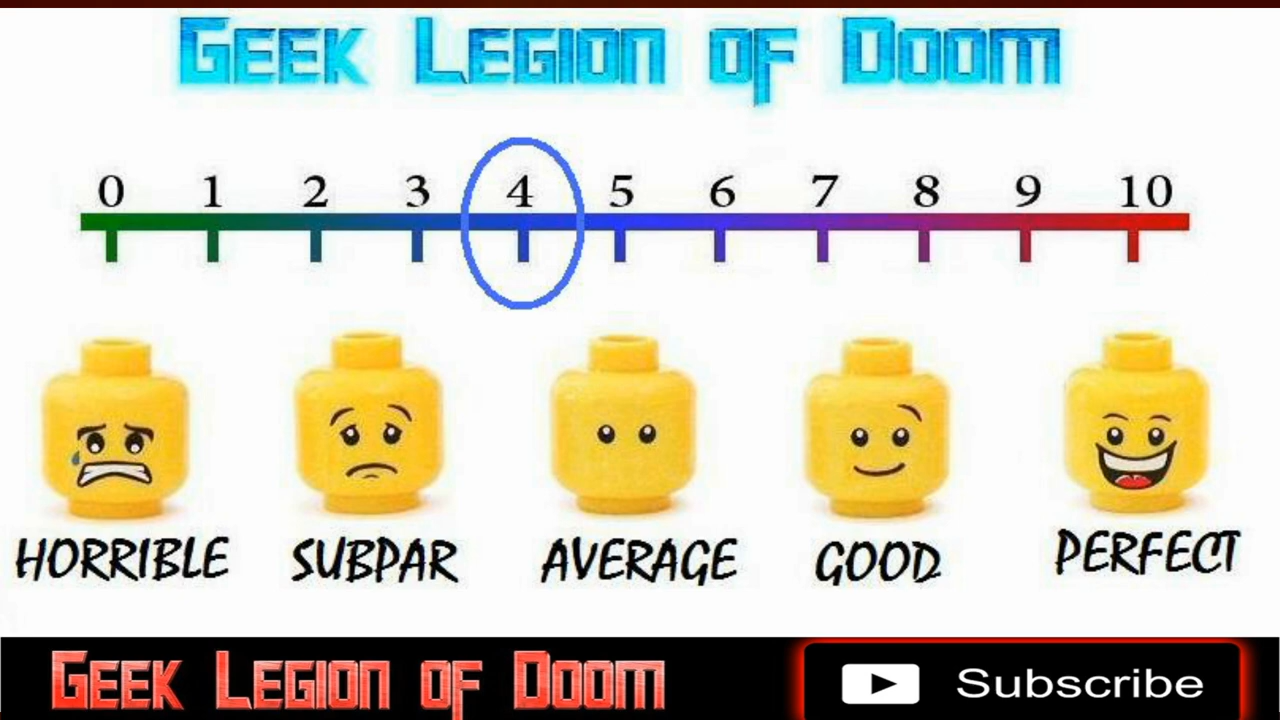 GEEK LEGION OF DOOM
0 1 2 3 4 5 6 7 8 9 10
HORRIBLE SUBPAR AVERAGE GOOD PERFECT
GEEK LEGION OF DOOM Subscribe